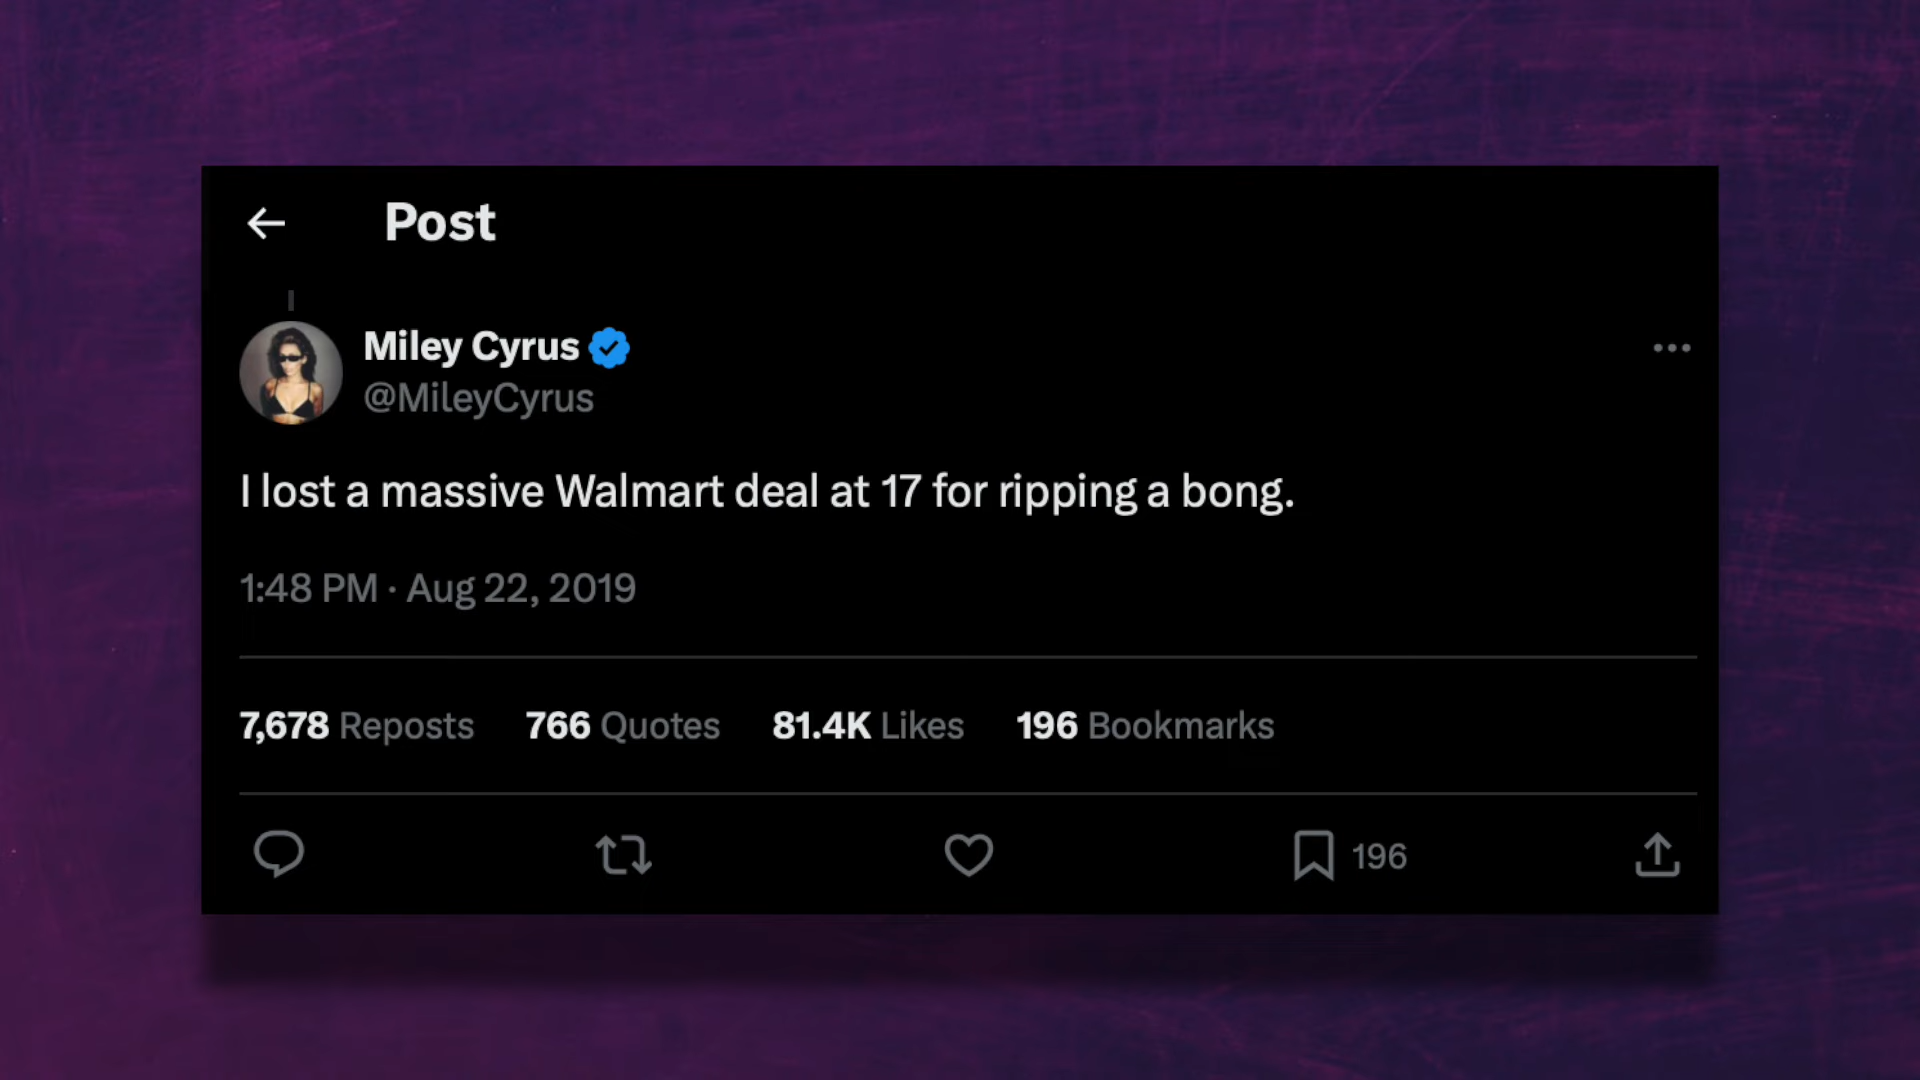 Post
Miley Cyrus
@MileyCyrus
I lost a massive Walmart deal at 17 for ripping a bong.
1:48 PM · Aug 22, 2019
7,678 Reposts 766 Quotes 81.4K Likes 196 Bookmarks
196